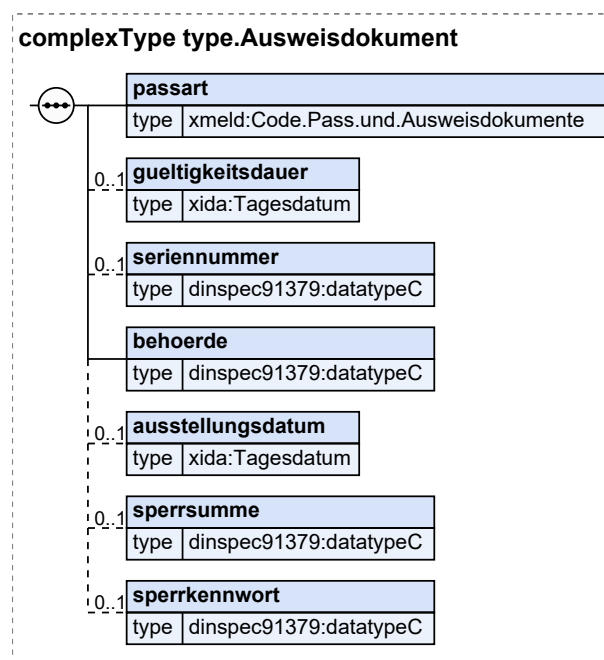 complexType type.Ausweisdokument
passart
type xmeld:Code.Pass.und.Ausweisdokumente
0..1 gueltigkeitsdauer
type xida:Tagesdatum
0..1 seriennummer
type dinspec91379:datatypeC
behoerde
type dinspec91379:datatypeC
0..1 ausstellungsdatum
type xida:Tagesdatum
0..1 sperrsumme
type dinspec91379:datatypeC
0..1 sperrkennwort
type dinspec91379:datatypeC